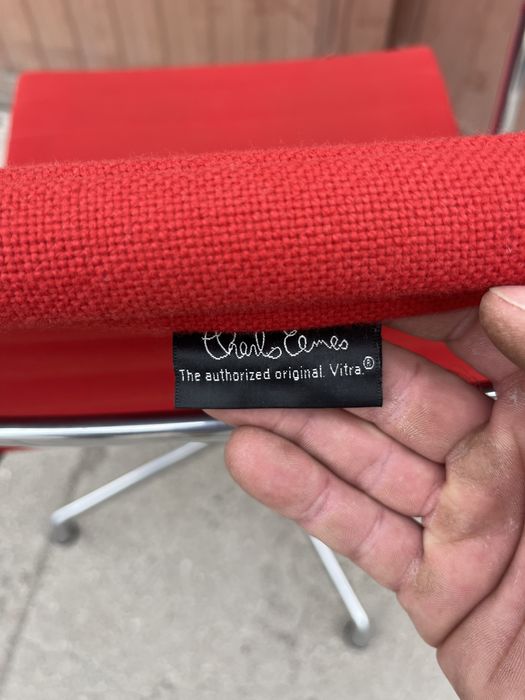 Charles Eames
The authorized original. Vitra.®